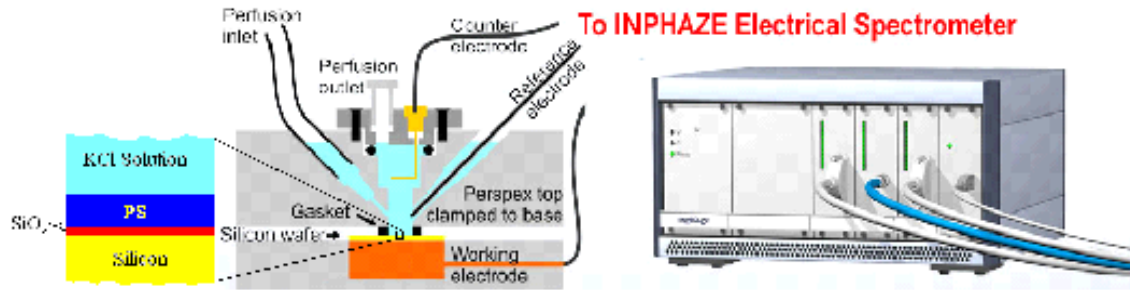 Perfusion
inlet
Counter
electrode
To INPHAZE Electrical Spectrometer
Perfusion
outlet
Reference
electrode
KCl Solution
PS
SiO
Silicon
Gasket
Silicon wafer
Perspex top
clamped to base
Working
electrode